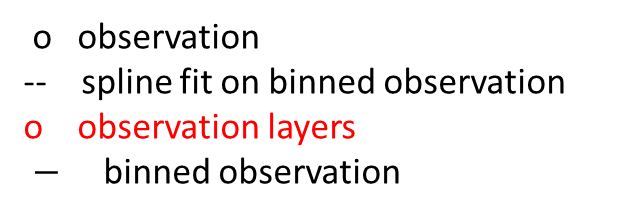 o observation
-- spline fit on binned observation
o observation layers
— binned observation